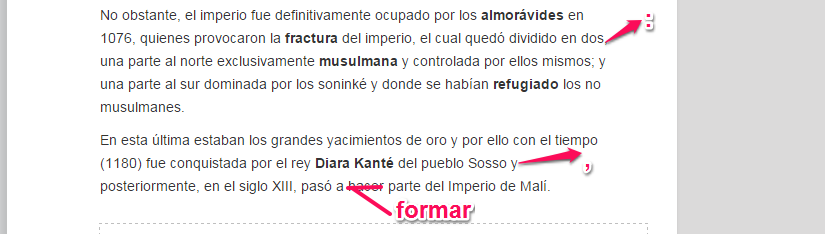 No obstante, el imperio fue definitivamente ocupado por los almorávides en
1076, quienes provocaron la fractura del imperio, el cual quedó dividido en dos, :
una parte al norte exclusivamente musulmana y controlada por ellos mismos; y
una parte al sur dominada por los soninké y donde se habían refugiado los no
musulmanes.
En esta última estaban los grandes yacimientos de oro y por ello con el tiempo
(1180) fue conquistada por el rey Diara Kanté del pueblo Sosso y ,
posteriormente, en el siglo XIII, pasó a hacer parte del Imperio de Malí.
formar